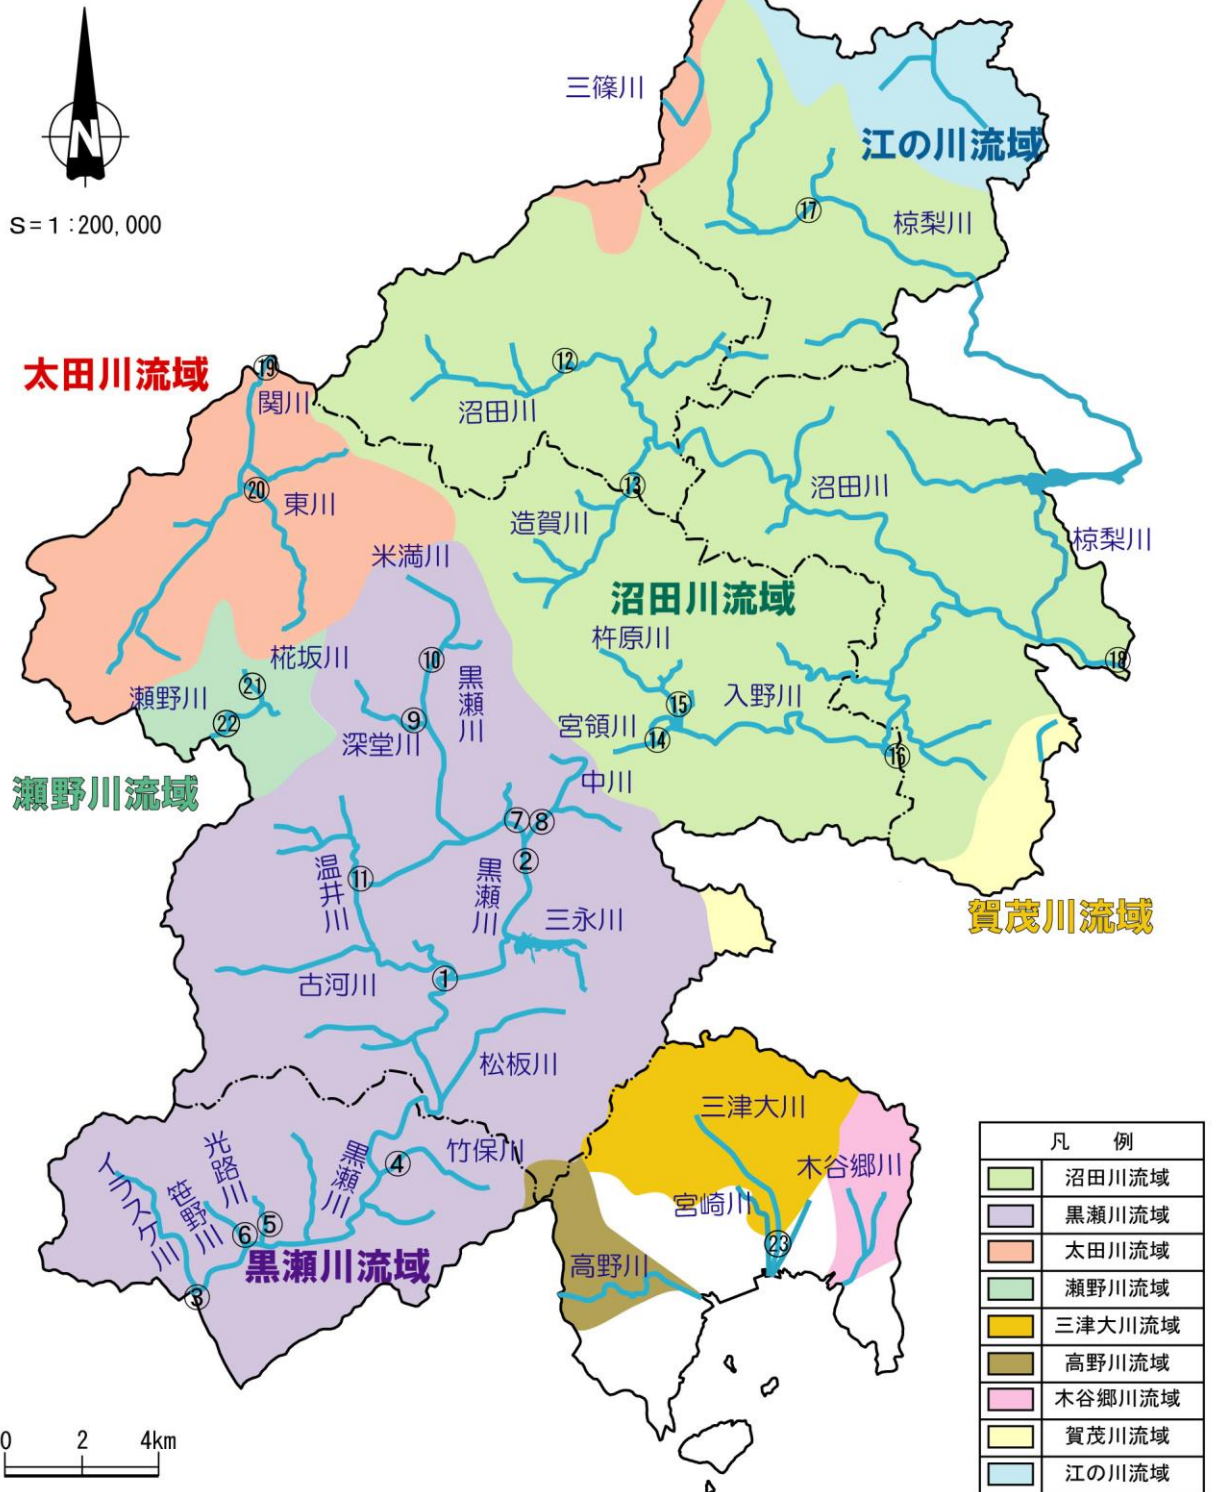 N
S=1:200,000
三篠川
江の川流域
⑰
椋梨川
太田川流域
⑲
関川
⑫
沼田川
⑳
東川
⑬
造賀川
沼田川
椋梨川
米満川
沼田川流域
杵原川
⑩
黒瀬川
椛坂川
㉑
瀬野川
㉒
⑨
深堂川
⑮
入野川
宮領川
⑭
⑯
⑱
瀬野川流域
中川
⑦
⑧
②
黒瀬川
温井川
⑪
三永川
賀茂川流域
古河川
①
松板川
三津大川
木谷郷川
宮崎川
㉓
竹保川
④
黒瀬川
光路川
笹野川
イラスケ川
⑥
⑤
③
黒瀬川流域
高野川
凡 例
沼田川流域
黒瀬川流域
太田川流域
瀬野川流域
三津大川流域
高野川流域
木谷郷川流域
賀茂川流域
江の川流域
0 2 4km